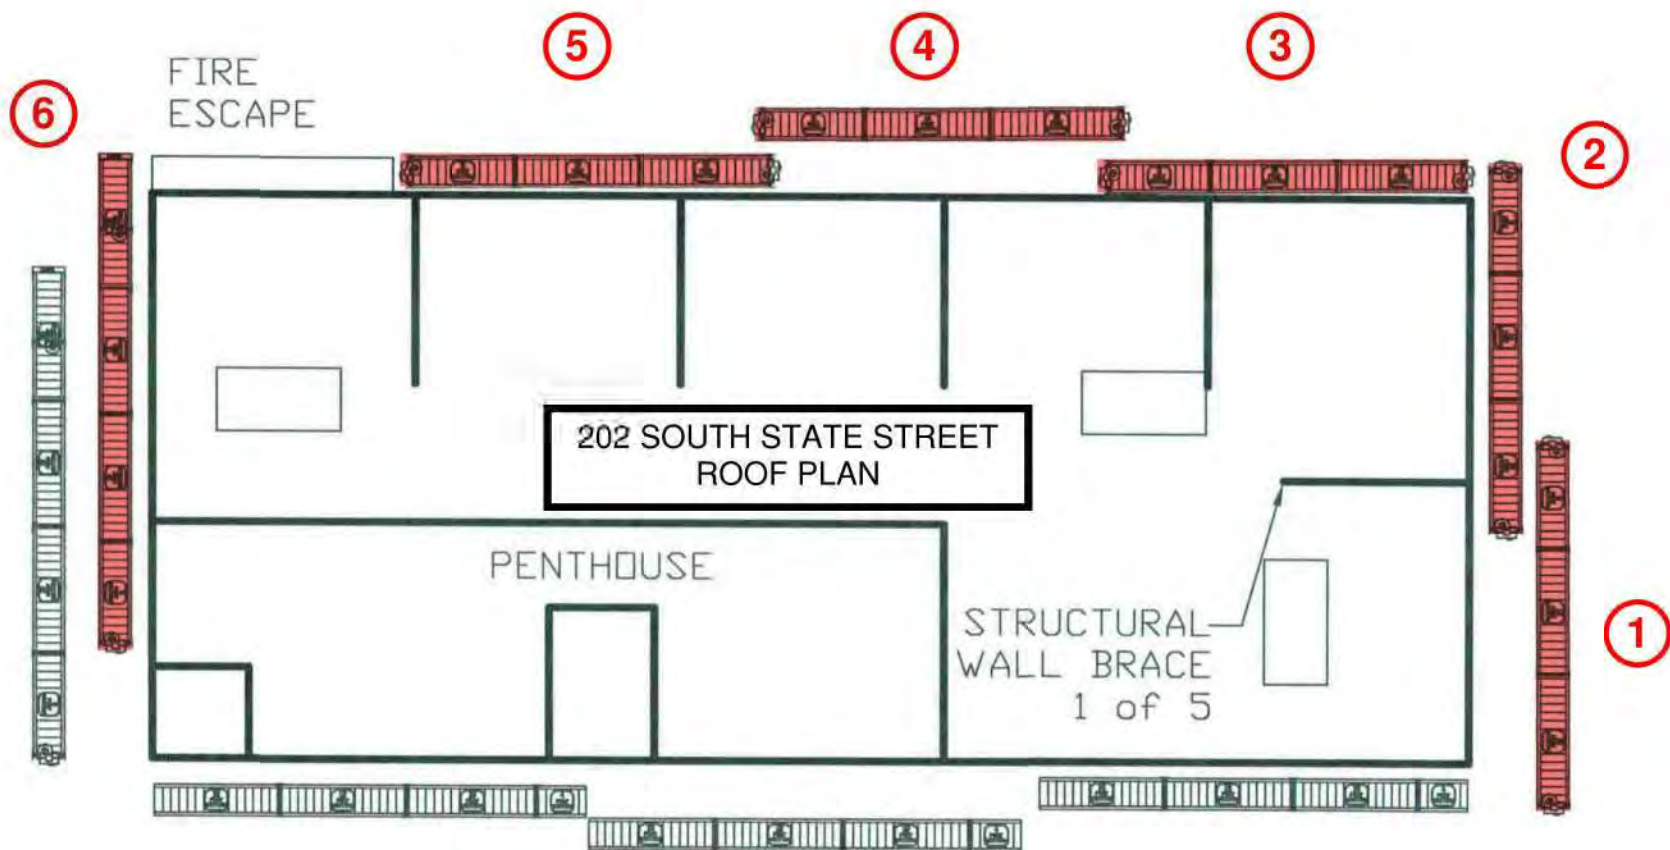 5
4
3
FIRE
ESCAPE
6
2
202 SOUTH STATE STREET
ROOF PLAN
PENTHOUSE
STRUCTURAL
WALL BRACE
1 of 5
1